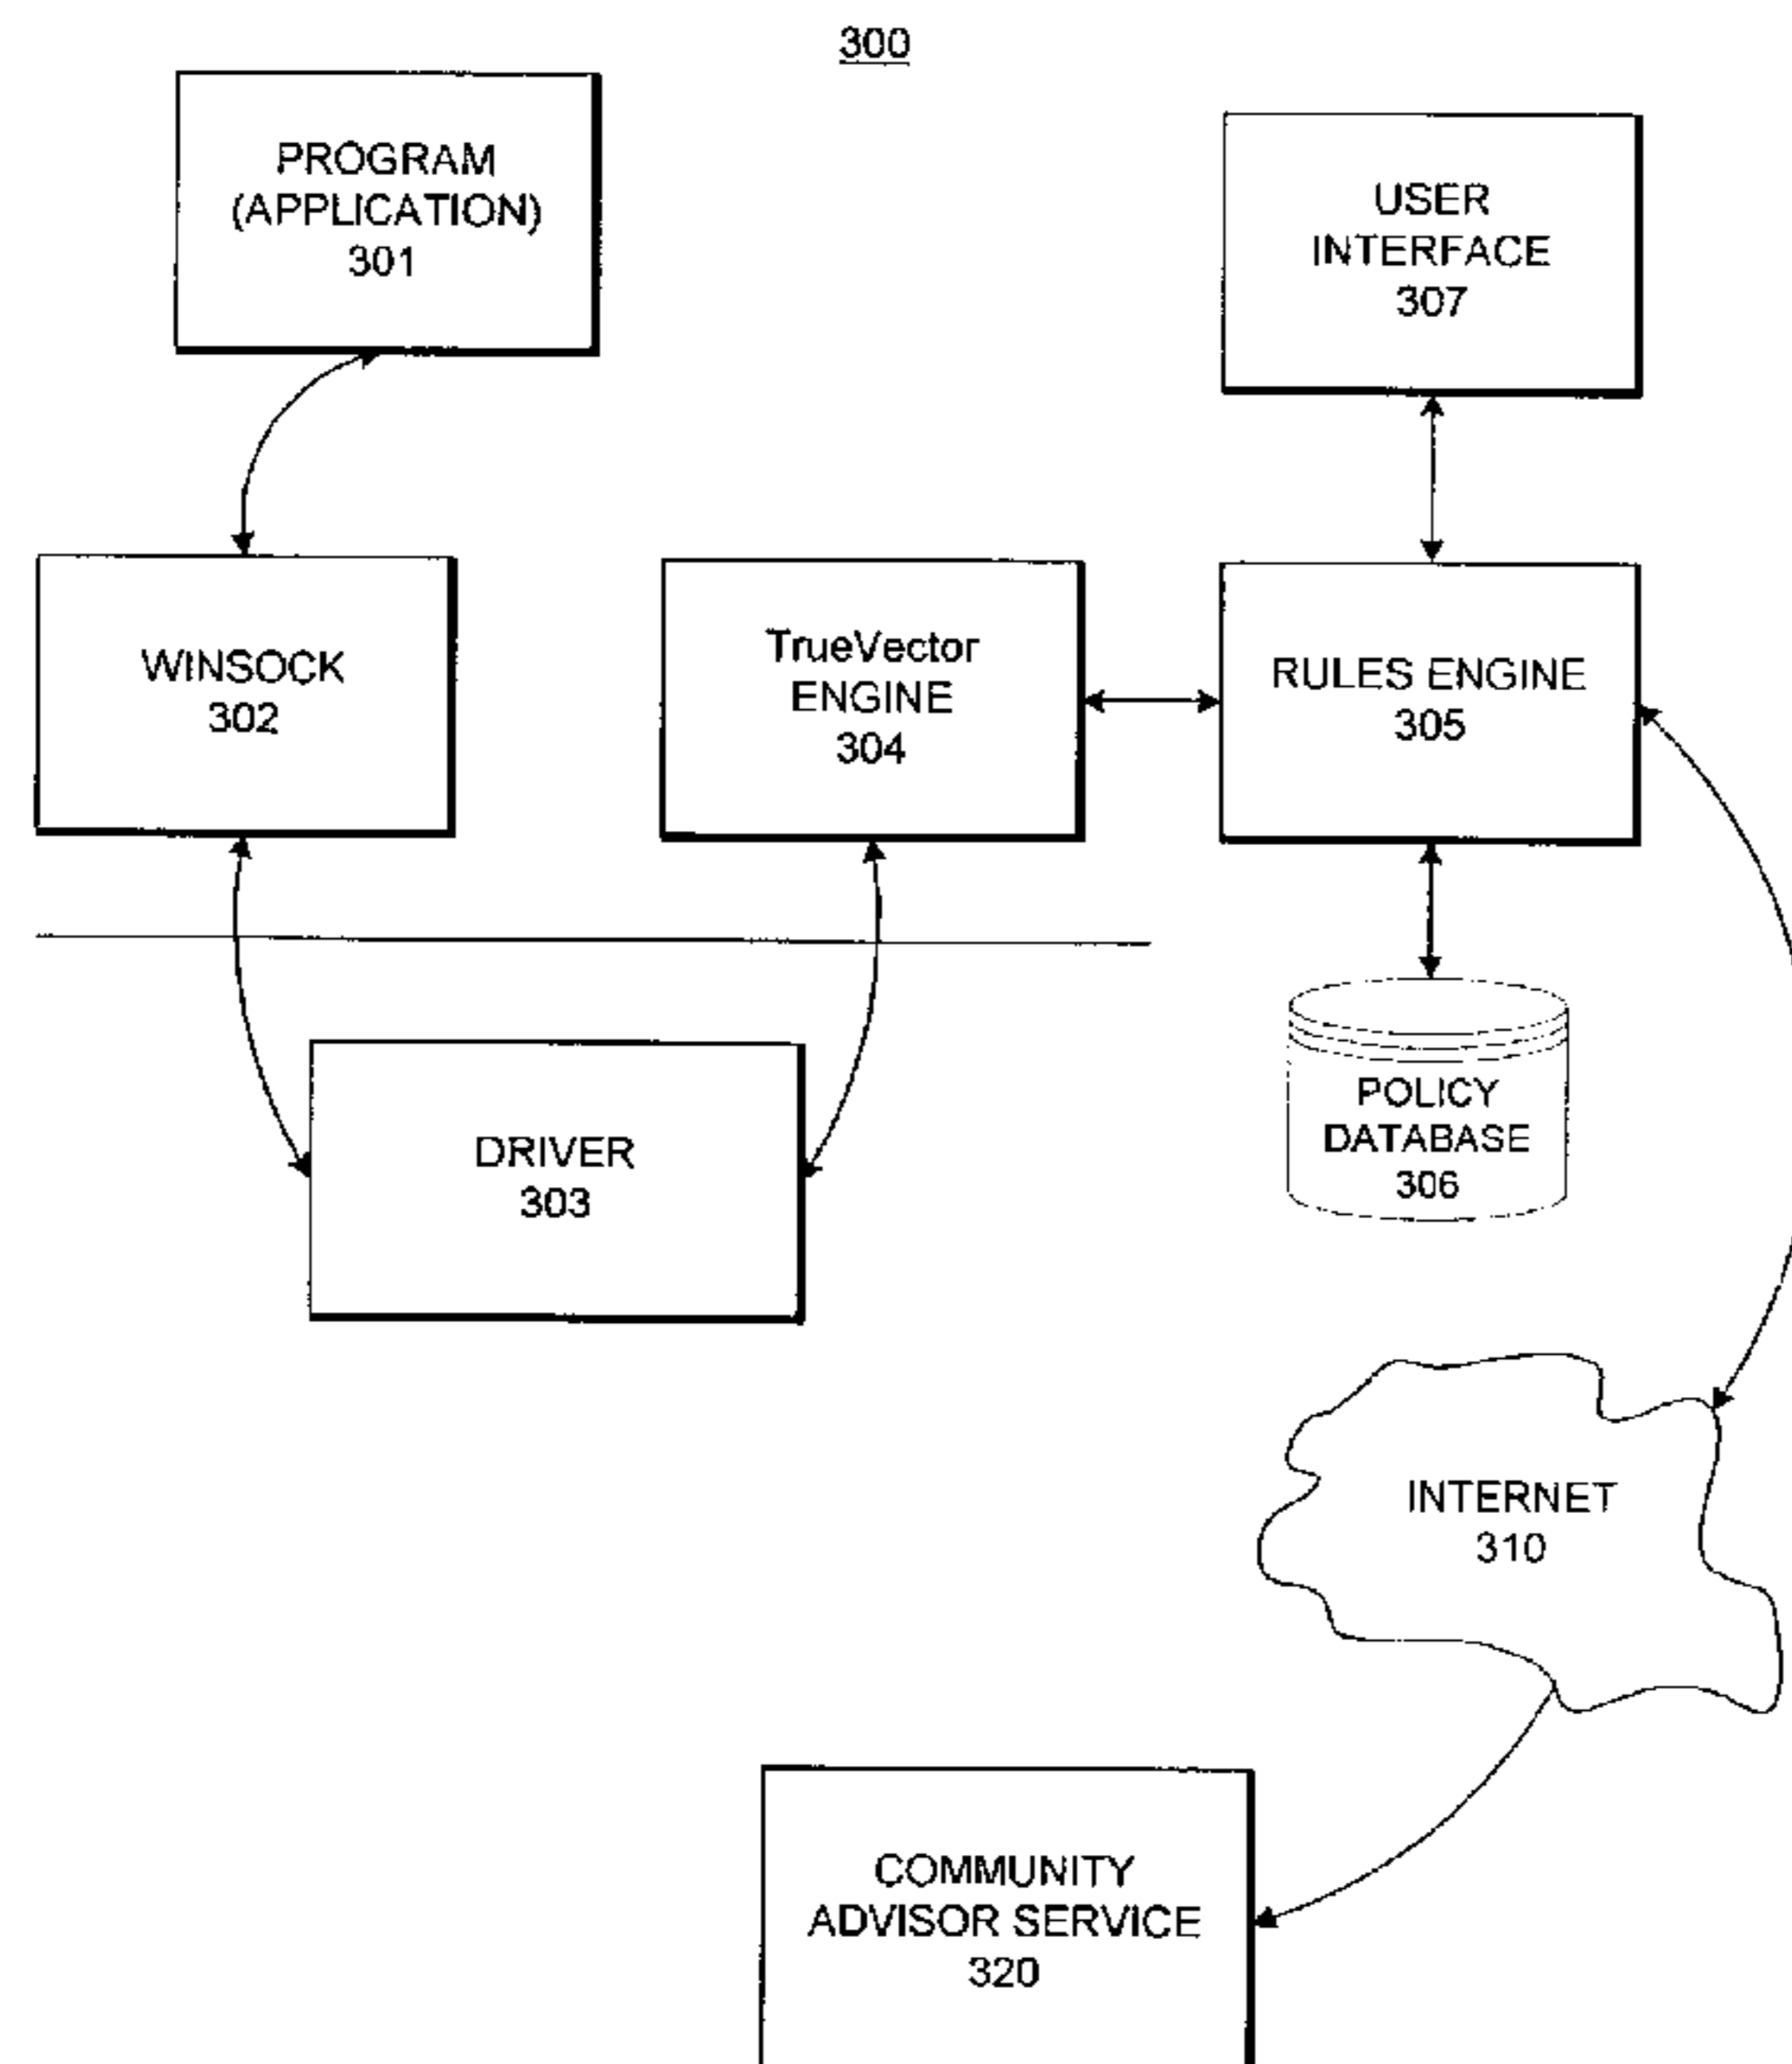 300
PROGRAM
(APPLICATION)
301
USER
INTERFACE
307
WINSOCK
302
TrueVector
ENGINE
304
RULES ENGINE
305
DRIVER
303
POLICY
DATABASE
306
INTERNET
310
COMMUNITY
ADVISOR SERVICE
320